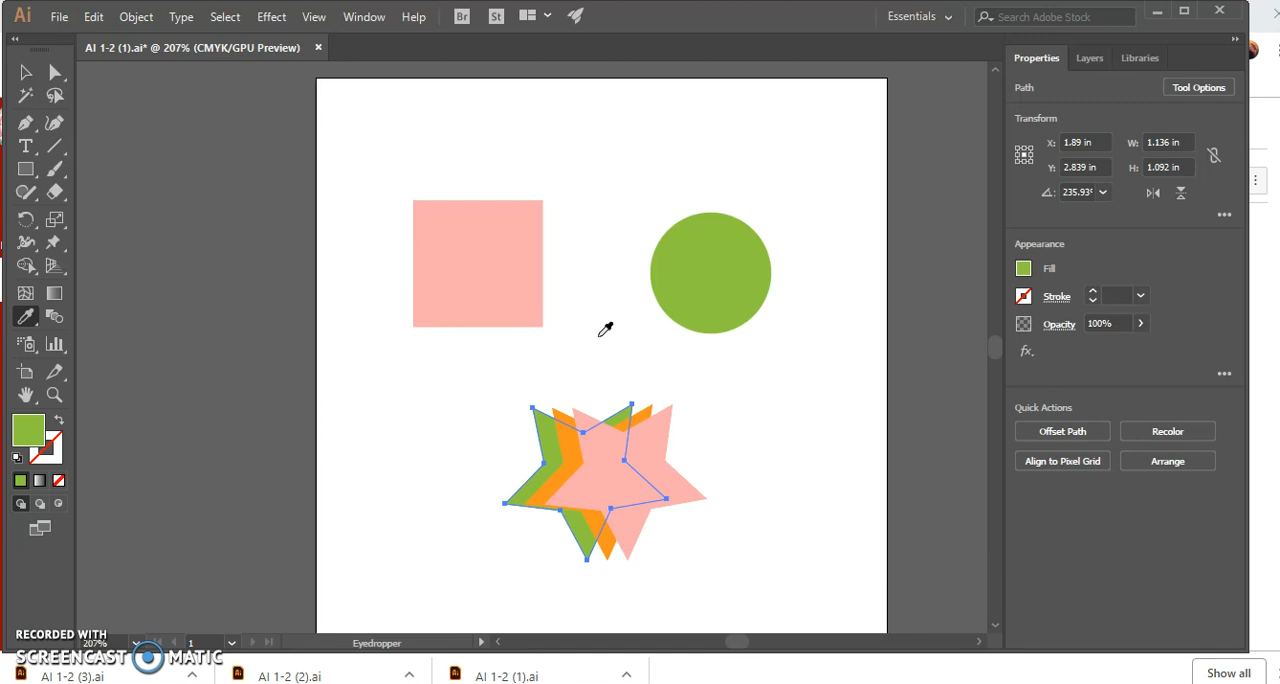 Ai File Edit Object Type Select Effect View Window Help Br St Essentials Search Adobe Stock
AI 1-2 (1).ai* @ 207% (CMYK/GPU Preview) ×
Properties Layers Libraries
Path Tool Options
Transform
X: 1.89 in W: 1.136 in
Y: 2.839 in H: 1.092 in
235.93°
Appearance
Fill
Stroke
Opacity 100%
fx.
Quick Actions
Offset Path Recolor
Align to Pixel Grid Arrange
207% 1 Eyedropper
RECORDED WITH
SCREENCAST MATIC
AI 1-2 (3).ai AI 1-2 (2).ai AI 1-2 (1).ai Show all